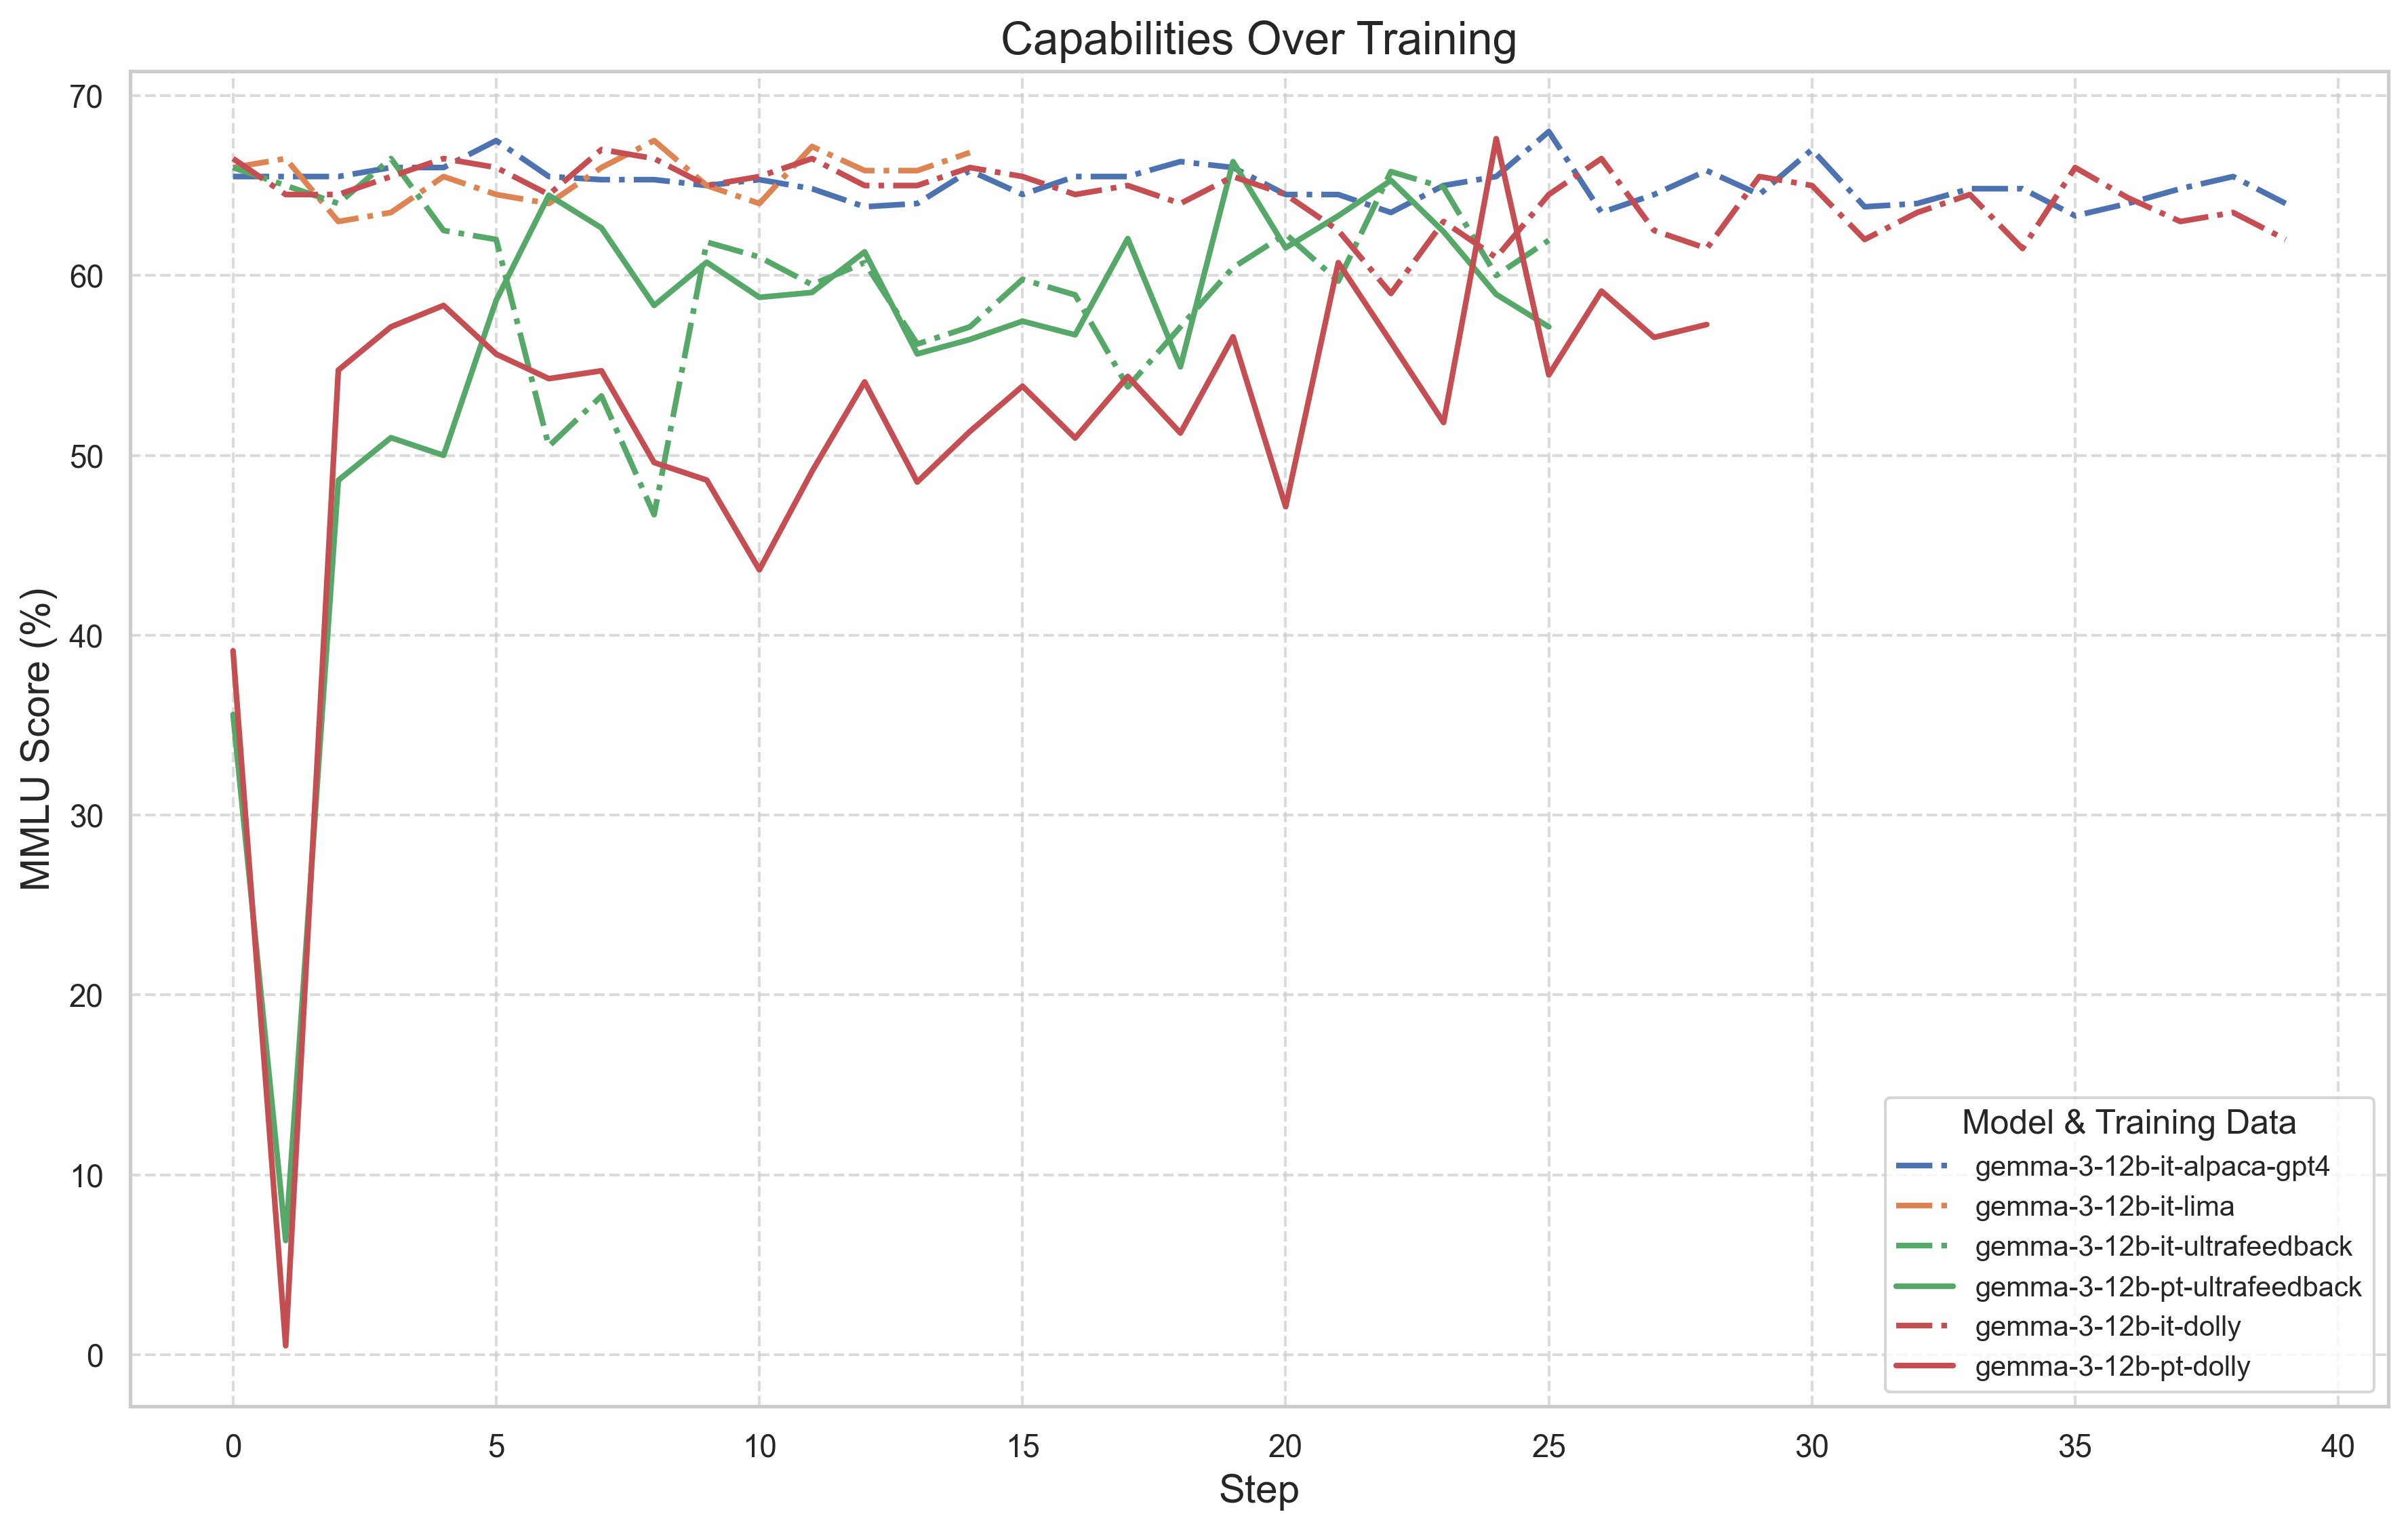 Capabilities Over Training
MMLU Score (%)
70
60
50
40
30
20
10
0
0 5 10 15 20 25 30 35 40
Step
Model & Training Data
gemma-3-12b-it-alpaca-gpt4
gemma-3-12b-it-lima
gemma-3-12b-it-ultrafeedback
gemma-3-12b-pt-ultrafeedback
gemma-3-12b-it-dolly
gemma-3-12b-pt-dolly